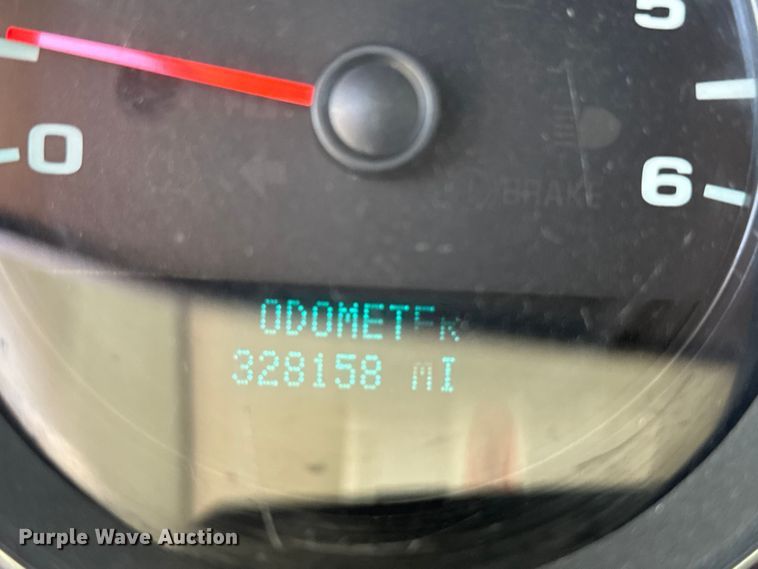 5
0
6
BRAKE
ODOMETER
328158 MI
Purple Wave Auction®